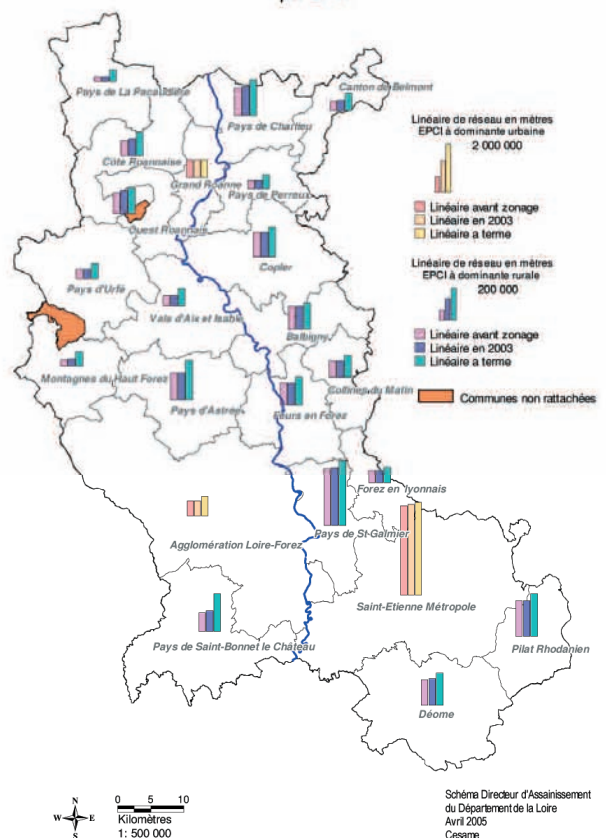 Pays de La Pacaudière
Canton de Belmont
Pays de Charlieu
Côte Roannaise
Grand Roanne
Pays de Perreux
Ouest Roannais
Copler
Pays d'Urfé
Vals d'Aix et Isable
Balbigny
Montagnes du Haut Forez
Pays d'Astrée
Feurs en Forez
Collines du Matin
Forez en lyonnais
Pays de St-Galmier
Agglomération Loire-Forez
Saint-Etienne Métropole
Pays de Saint-Bonnet le Château
Pilat Rhodanien
Déome
Linéaire de réseau en mètres
EPCI à dominante urbaine
2 000 000
Linéaire avant zonage
Linéaire en 2003
Linéaire a terme
Linéaire de réseau en mètres
EPCI à dominante rurale
200 000
Linéaire avant zonage
Linéaire en 2003
Linéaire a terme
Communes non rattachées
N
W E
S
0 5 10
Kilomètres
1: 500 000
Schéma Directeur d'Assainissement
du Département de la Loire
Avril 2005
Cesame